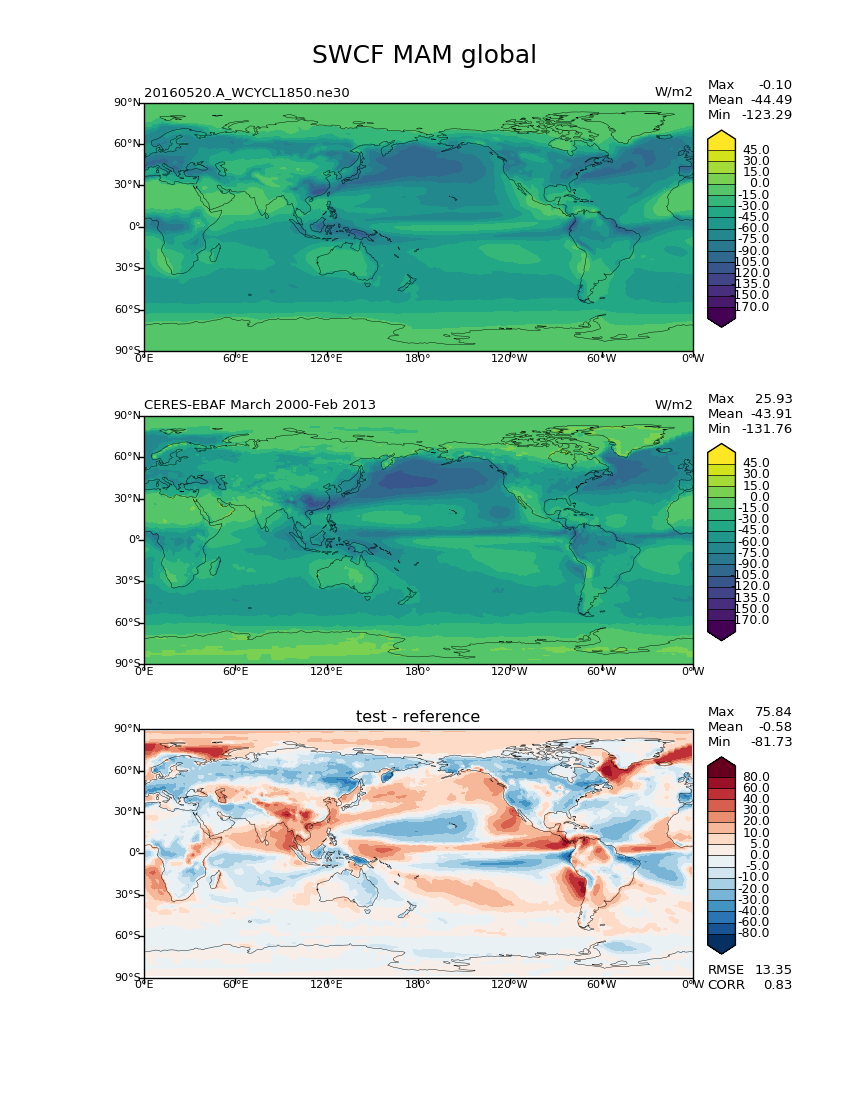 SWCF MAM global
20160520.A_WCYCL1850.ne30 W/m2
Max -0.10
Mean -44.49
Min -123.29
90°N
60°N
30°N
0°
30°S
60°S
90°S
0°E 60°E 120°E 180° 120°W 60°W 0°W
45.0
30.0
15.0
0.0
-15.0
-30.0
-45.0
-60.0
-75.0
-90.0
-105.0
-120.0
-135.0
-150.0
-170.0
CERES-EBAF March 2000-Feb 2013 W/m2
Max 25.93
Mean -43.91
Min -131.76
90°N
60°N
30°N
0°
30°S
60°S
90°S
0°E 60°E 120°E 180° 120°W 60°W 0°W
45.0
30.0
15.0
0.0
-15.0
-30.0
-45.0
-60.0
-75.0
-90.0
-105.0
-120.0
-135.0
-150.0
-170.0
test - reference
Max 75.84
Mean -0.58
Min -81.73
90°N
60°N
30°N
0°
30°S
60°S
90°S
0°E 60°E 120°E 180° 120°W 60°W 0°W
80.0
60.0
50.0
40.0
30.0
20.0
10.0
5.0
0.0
-5.0
-10.0
-20.0
-30.0
-40.0
-50.0
-60.0
-80.0
RMSE 13.35
CORR 0.83